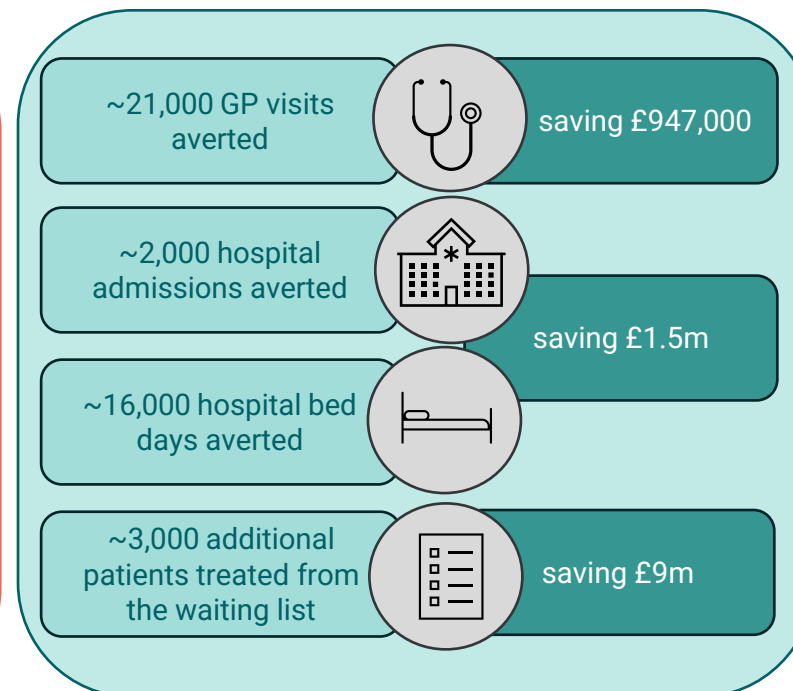 ~21,000 GP visits
averted
saving £947,000
~2,000 hospital
admissions averted
saving £1.5m
~16,000 hospital bed
days averted
~3,000 additional
patients treated from
the waiting list
saving £9m